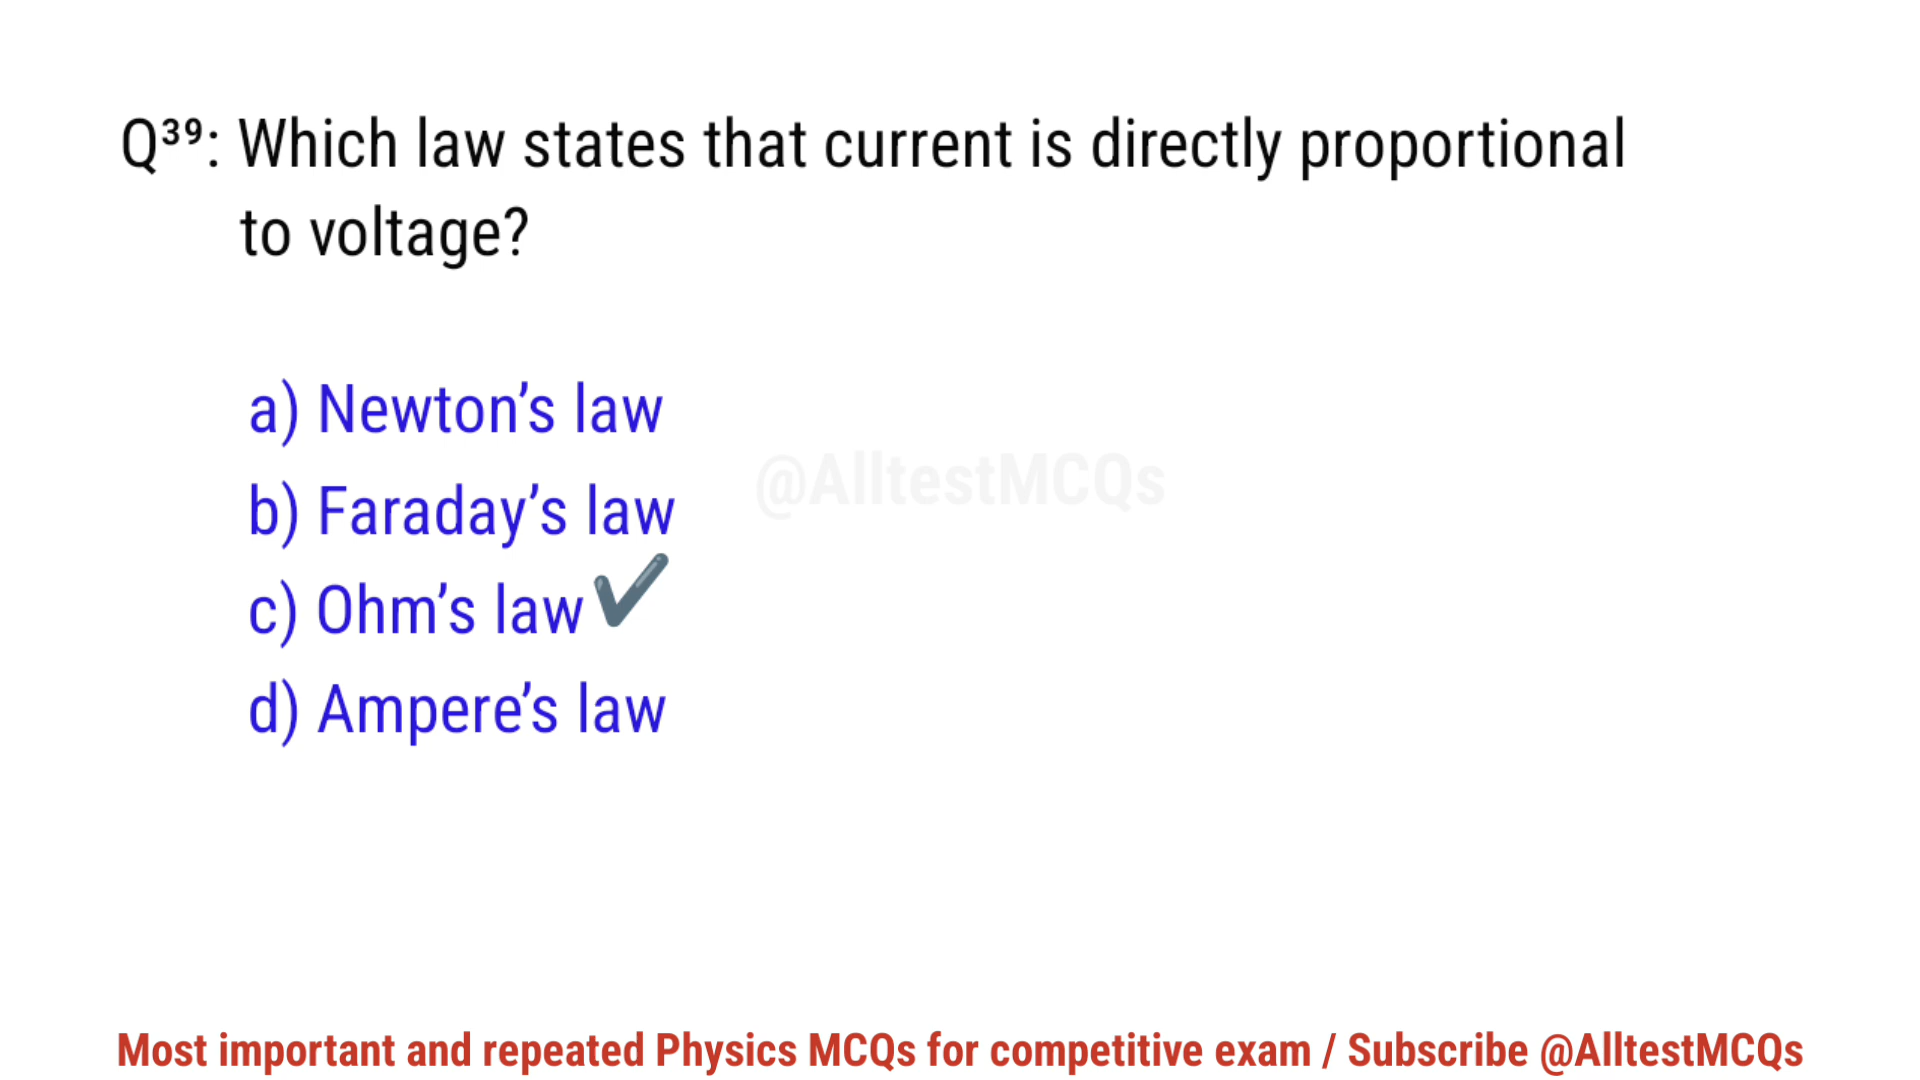 Q³⁹: Which law states that current is directly proportional
to voltage?
a) Newton’s law
@AlltestMCQs
b) Faraday’s law
c) Ohm’s law✔
d) Ampere’s law
Most important and repeated Physics MCQs for competitive exam / Subscribe @AlltestMCQs